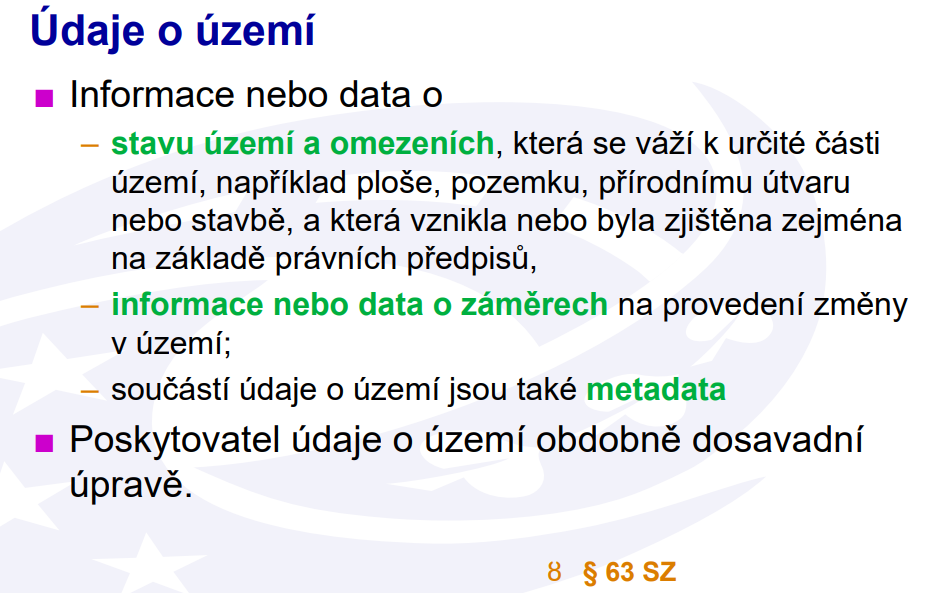 Údaje o území
■ Informace nebo data o
– stavu území a omezeních, která se váží k určité části
území, například ploše, pozemku, přírodnímu útvaru
nebo stavbě, a která vznikla nebo byla zjištěna zejména
na základě právních předpisů,
– informace nebo data o záměrech na provedení změny
v území;
– součástí údaje o území jsou také metadata
■ Poskytovatel údaje o území obdobně dosavadní
úpravě.
8 § 63 SZ